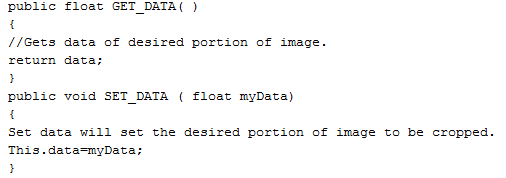 public float GET_DATA( )
{
//Gets data of desired portion of image.
return data;
}
public void SET_DATA ( float myData)
{
Set data will set the desired portion of image to be cropped.
This.data=myData;
}